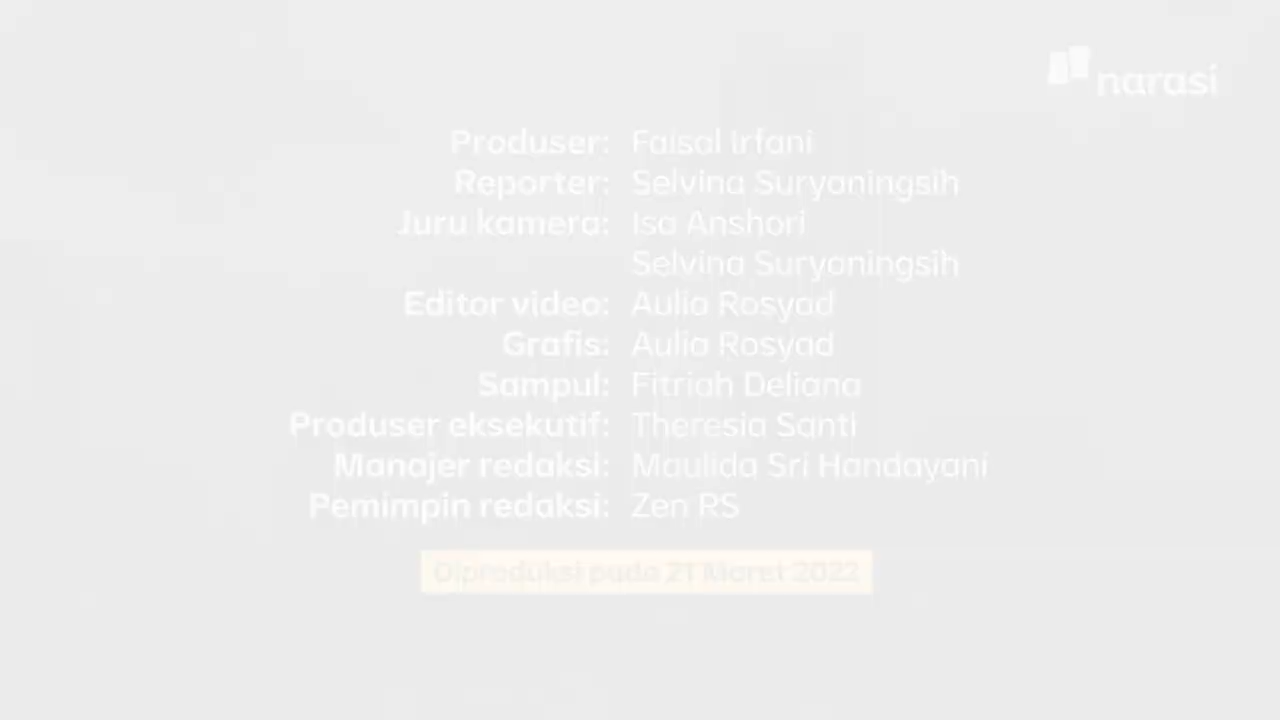 narasi
Produser: Faisal Irfani
Reporter: Selvina Suryaningsih
Juru kamera: Isa Anshori
Selvina Suryaningsih
Editor video: Aulia Rosyad
Grafis: Aulia Rosyad
Sampul: Fitriah Deliana
Produser eksekutif: Theresia Santi
Manajer redaksi: Maulida Sri Handayani
Pemimpin redaksi: Zen RS
Diproduksi pada 21 Maret 2022